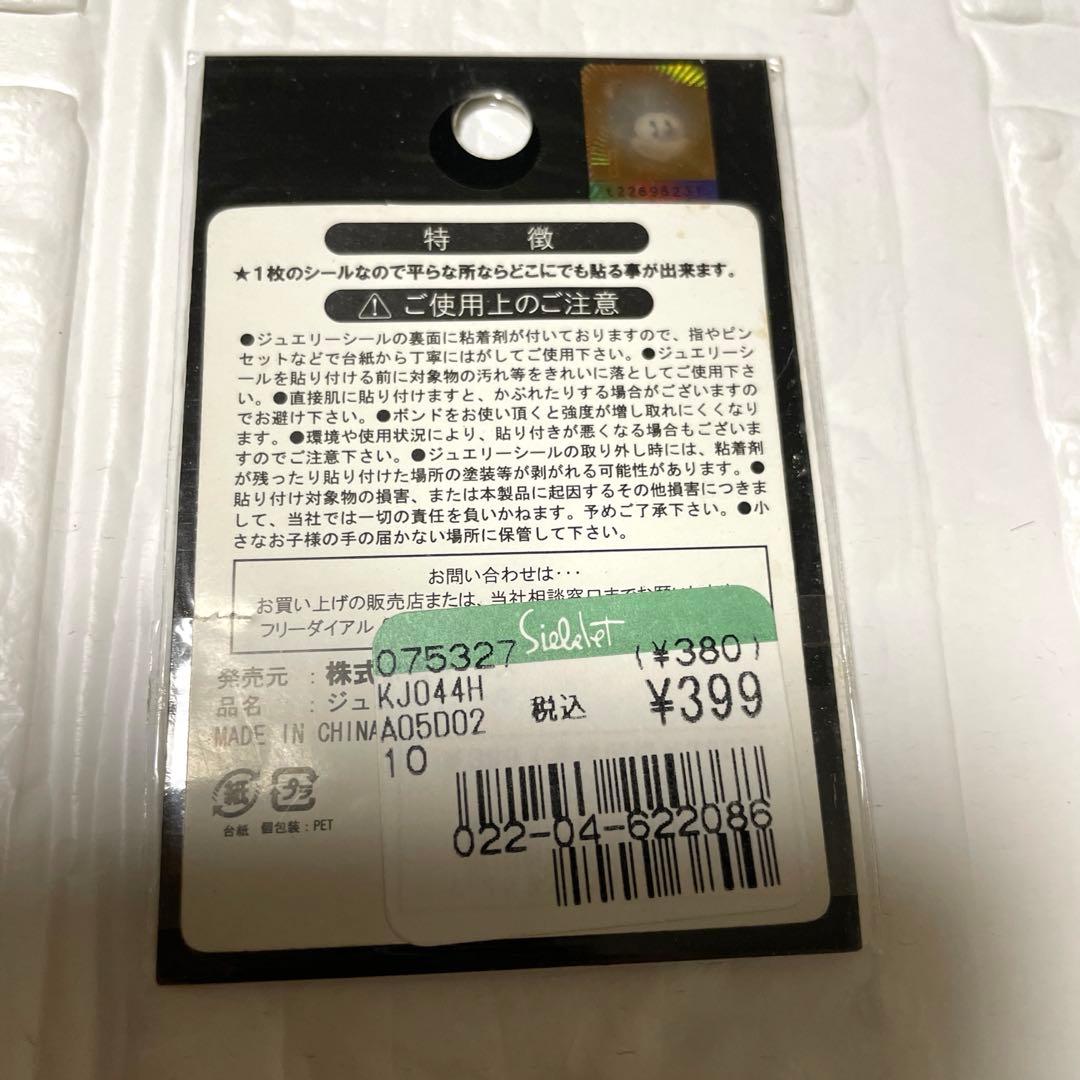 特 徴
★1枚のシールなので平らな所ならどこにでも貼る事が出来ます。
ご使用上のご注意
●ジュエリーシールの裏面に粘着剤が付いておりますので、指やピン
セットなどで台紙から丁寧にはがしてご使用下さい。●ジュエリーシ
ールを貼り付ける前に対象物の汚れ等をきれいに落としてご使用下さ
い。●直接肌に貼り付けますと、かぶれたりする場合がございますの
でお避け下さい。●ボンドをお使い頂くと強度が増し取れにくくなり
ます。●環境や使用状況により、貼り付きが悪くなる場合もございま
すのでご注意下さい。●ジュエリーシールの取り外し時には、粘着剤
が残ったり貼り付けた場所の塗装等が剥がれる可能性があります。●
貼り付け対象物の損害、または本製品に起因するその他損害につきま
して、当社では一切の責任を負いかねます。予めご了承下さい。●小
さなお子様の手の届かない場所に保管して下さい。
お問い合わせは･･･
お買い上げの販売店または、当社相談窓口まで
フリーダイアル
発売元 : 株式
品名 : ジュ
MADE IN CHINA
紙 プラ
台紙 個包装:PET
075327 (¥380)
KJ044H 税込 ¥399
A05D02
10
022-04-622086